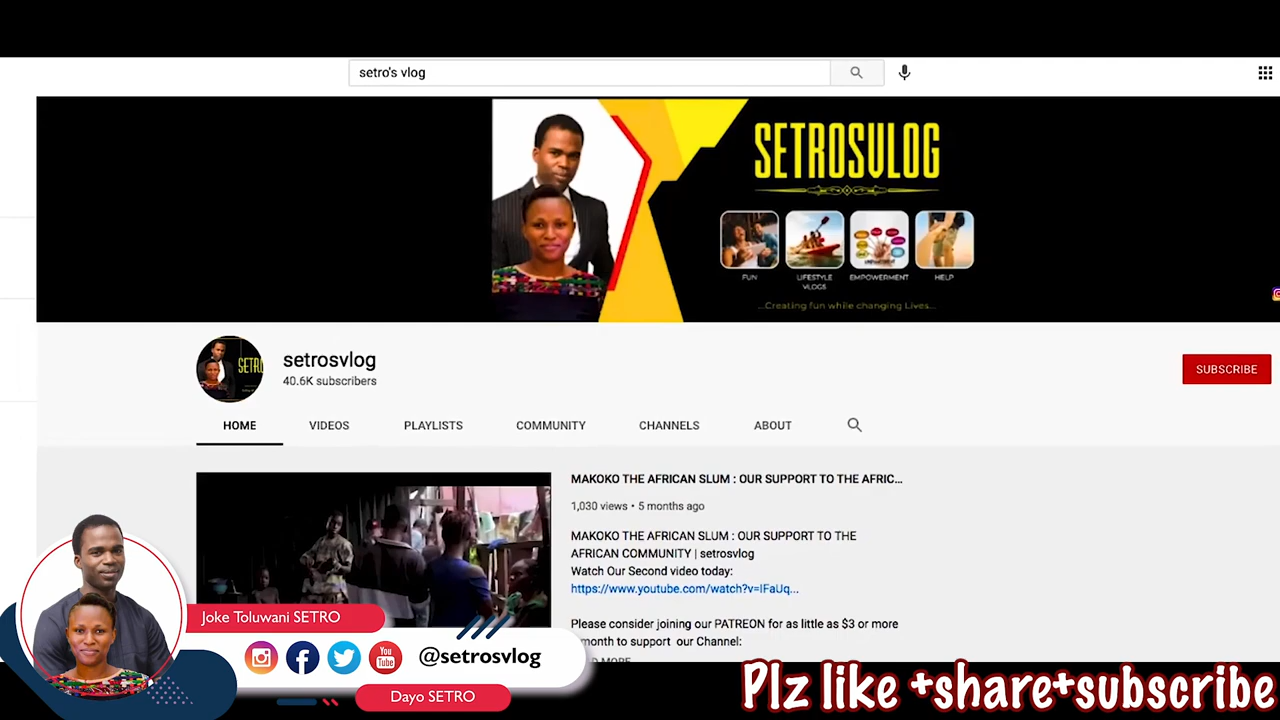 setro's vlog
SETROSVLOG
FUN
LIFESTYLE
VLOGS
EMPOWERMENT
HELP
...Creating fun while changing Lives...
SETRO
setrosvlog
40.6K subscribers
SUBSCRIBE
HOME
VIDEOS
PLAYLISTS
COMMUNITY
CHANNELS
ABOUT
MAKOKO THE AFRICAN SLUM : OUR SUPPORT TO THE AFRIC...
1,030 views • 5 months ago
MAKOKO THE AFRICAN SLUM : OUR SUPPORT TO THE
AFRICAN COMMUNITY | setrosvlog
Watch Our Second video today:
https://www.youtube.com/watch?v=IFaUq...
Please consider joining our PATREON for as little as $3 or more
month to support our Channel:
Joke Toluwani SETRO
You
Tube
@setrosvlog
Dayo SETRO
Plz like +share+subscribe